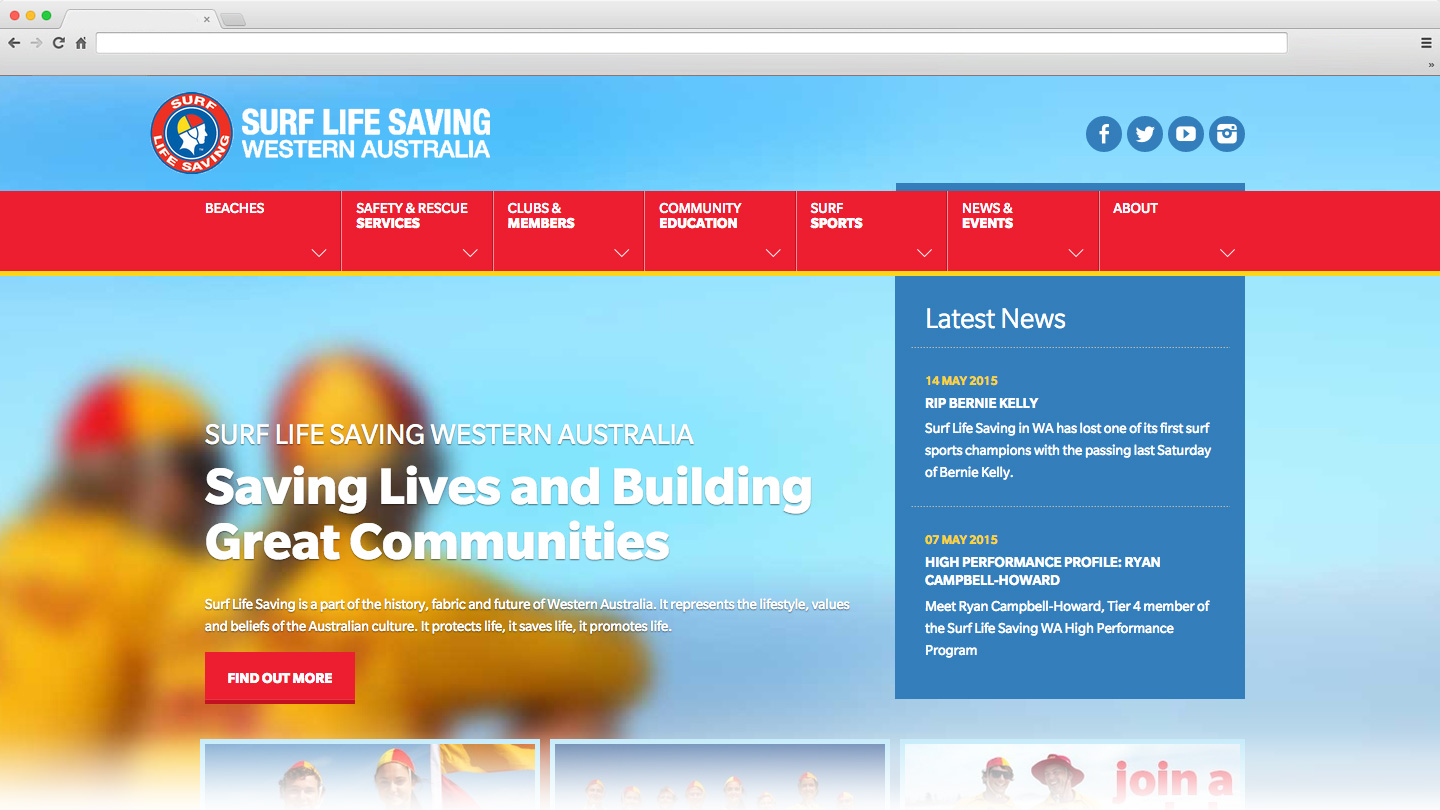 SURF
LIFE SAVING
SURF LIFE SAVING
WESTERN AUSTRALIA
BEACHES
SAFETY & RESCUE
SERVICES
CLUBS &
MEMBERS
COMMUNITY
EDUCATION
SURF
SPORTS
NEWS &
EVENTS
ABOUT
SURF LIFE SAVING WESTERN AUSTRALIA
Saving Lives and Building
Great Communities
Surf Life Saving is a part of the history, fabric and future of Western Australia. It represents the lifestyle, values
and beliefs of the Australian culture. It protects life, it saves life, it promotes life.
FIND OUT MORE
Latest News
14 MAY 2015
RIP BERNIE KELLY
Surf Life Saving in WA has lost one of its first surf
sports champions with the passing last Saturday
of Bernie Kelly.
07 MAY 2015
HIGH PERFORMANCE PROFILE: RYAN
CAMPBELL-HOWARD
Meet Ryan Campbell-Howard, Tier 4 member of
the Surf Life Saving WA High Performance
Program
join a